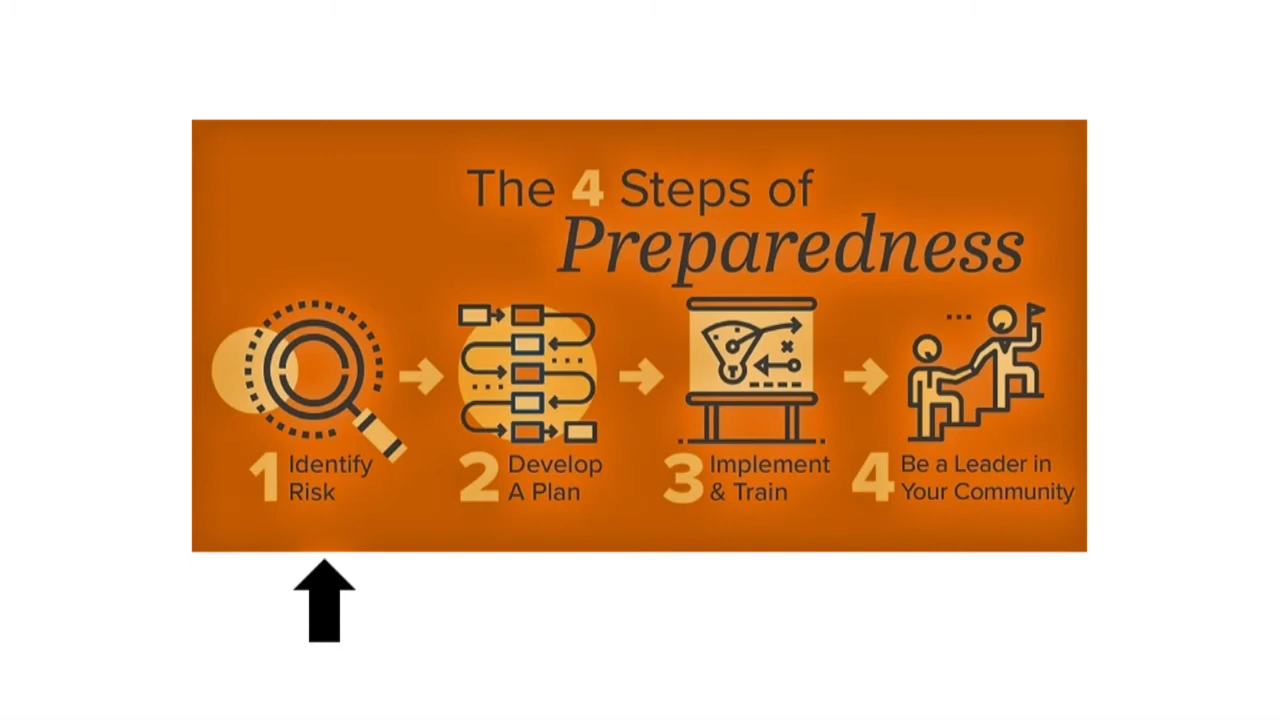 The 4 Steps of
Preparedness
1 Identify
Risk
2 Develop
A Plan
3 Implement
& Train
4 Be a Leader in
Your Community